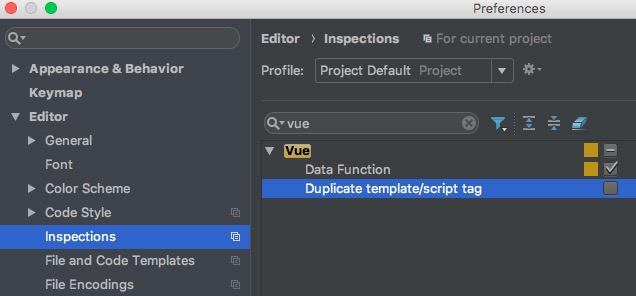 Preferences
Appearance & Behavior
Keymap
Editor
General
Font
Color Scheme
Code Style
Inspections
File and Code Templates
File Encodings
Editor › Inspections For current project
Profile: Project Default Project
vue
Vue
Data Function
Duplicate template/script tag